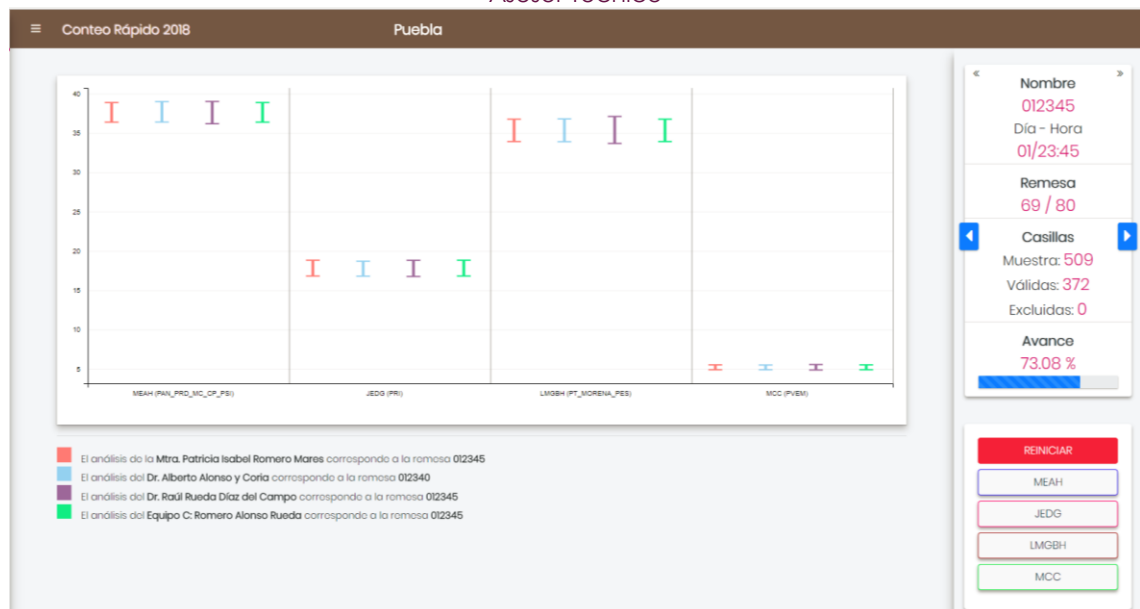 Asesor Técnico
≡ Conteo Rápido 2018 Puebla
40
35
30
25
20
15
10
5
MEAH (PAN_PRD_MC_CP_PSI) JEDG (PRI) LMGBH (PT_MORENA_PES) MCC (PVEM)
El análisis de la Mtra. Patricia Isabel Romero Mares corresponde a la remesa 012345
El análisis del Dr. Alberto Alonso y Coria corresponde a la remesa 012340
El análisis del Dr. Raúl Rueda Díaz del Campo corresponde a la remesa 012345
El análisis del Equipo C: Romero Alonso Rueda corresponde a la remesa 012345
« Nombre »
012345
Día - Hora
01/23:45
Remesa
69 / 80
Casillas
Muestra: 509
Válidas: 372
Excluidas: 0
Avance
73.08 %
REINICIAR
MEAH
JEDG
LMGBH
MCC